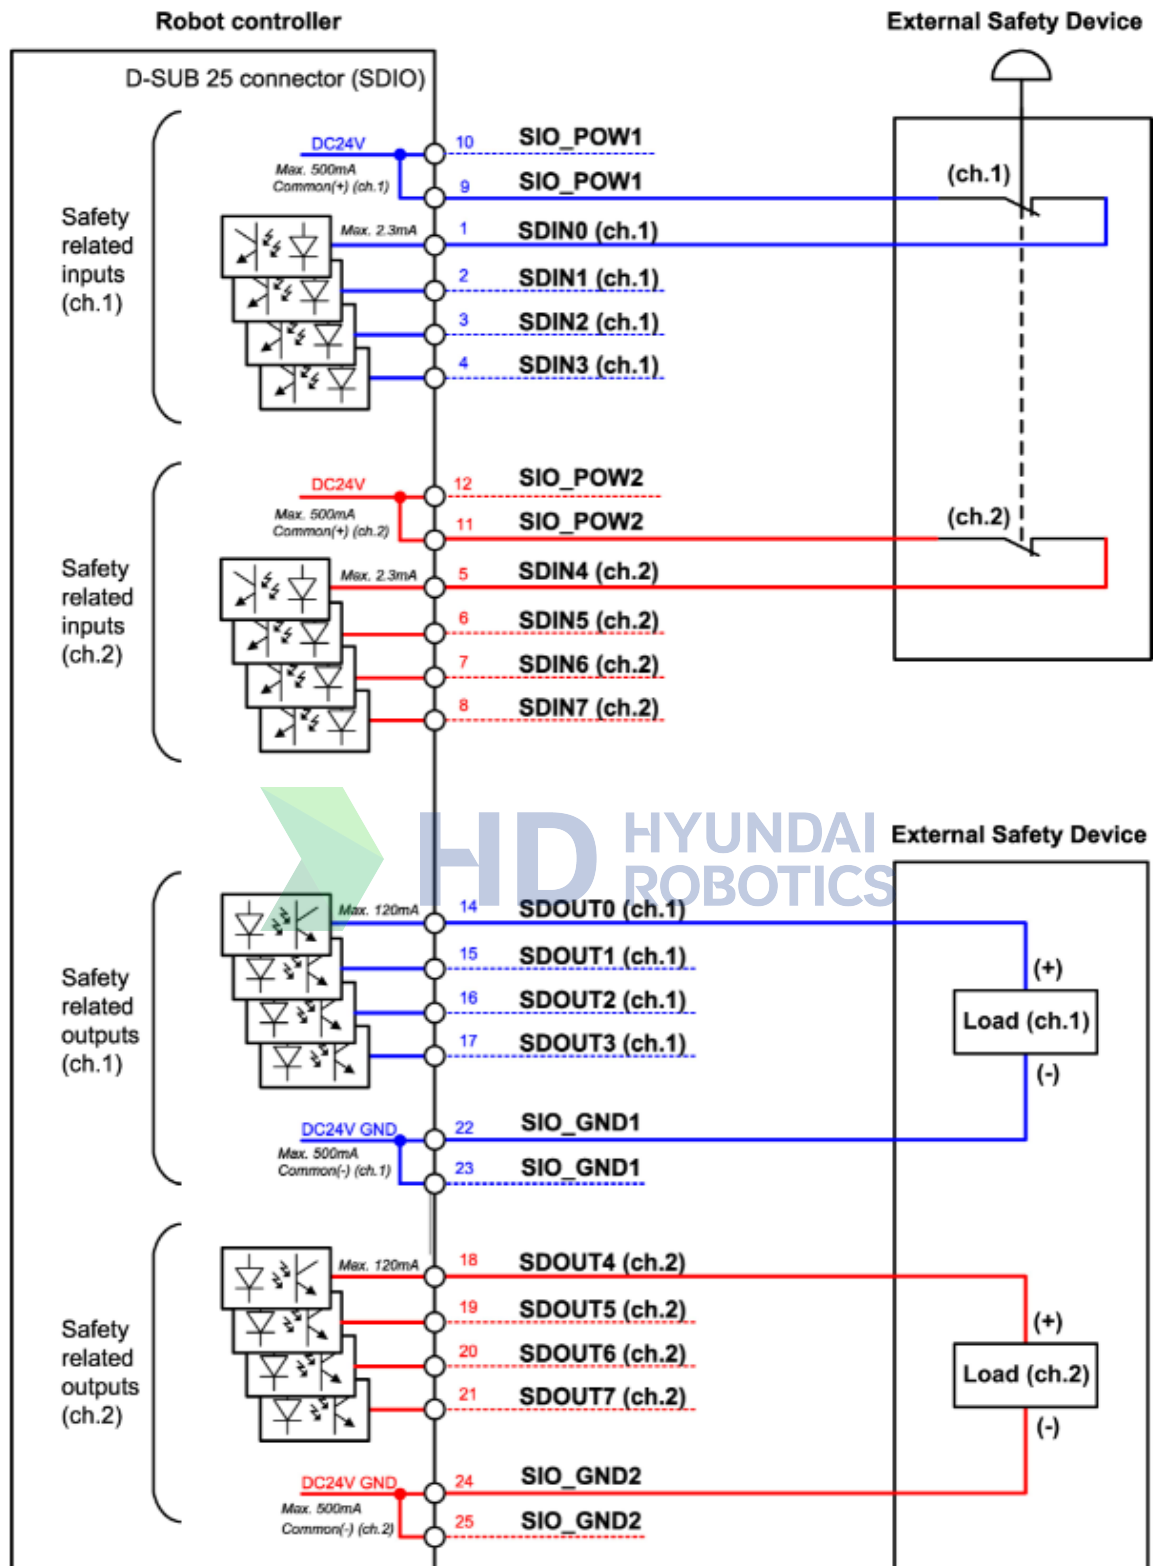 Robot controller
External Safety Device
D-SUB 25 connector (SDIO)
DC24V
10
SIO_POW1
Max. 500mA
Common(+) (ch.1)
9
SIO_POW1
(ch.1)
Safety
related
inputs
(ch.1)
Max. 2.3mA
1
SDIN0 (ch.1)
2
SDIN1 (ch.1)
3
SDIN2 (ch.1)
4
SDIN3 (ch.1)
DC24V
12
SIO_POW2
Max. 500mA
Common(+) (ch.2)
11
SIO_POW2
(ch.2)
Safety
related
inputs
(ch.2)
Max. 2.3mA
5
SDIN4 (ch.2)
6
SDIN5 (ch.2)
7
SDIN6 (ch.2)
8
SDIN7 (ch.2)
HD HYUNDAI
ROBOTICS
External Safety Device
Max. 120mA
14
SDOUT0 (ch.1)
15
SDOUT1 (ch.1)
16
SDOUT2 (ch.1)
17
SDOUT3 (ch.1)
Safety
related
outputs
(ch.1)
(+)
Load (ch.1)
(-)
DC24V GND
22
SIO_GND1
Max. 500mA
Common(-) (ch.1)
23
SIO_GND1
Max. 120mA
18
SDOUT4 (ch.2)
19
SDOUT5 (ch.2)
20
SDOUT6 (ch.2)
21
SDOUT7 (ch.2)
Safety
related
outputs
(ch.2)
(+)
Load (ch.2)
(-)
DC24V GND
24
SIO_GND2
Max. 500mA
Common(-) (ch.2)
25
SIO_GND2